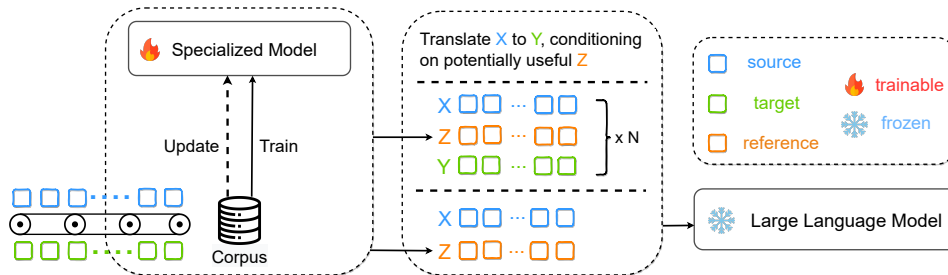 Specialized Model
Update
Train
Corpus
Translate X to Y, conditioning
on potentially useful Z
X ...
Z ...
Y ...
x N
X ...
Z ...
source
target
reference
trainable
frozen
Large Language Model